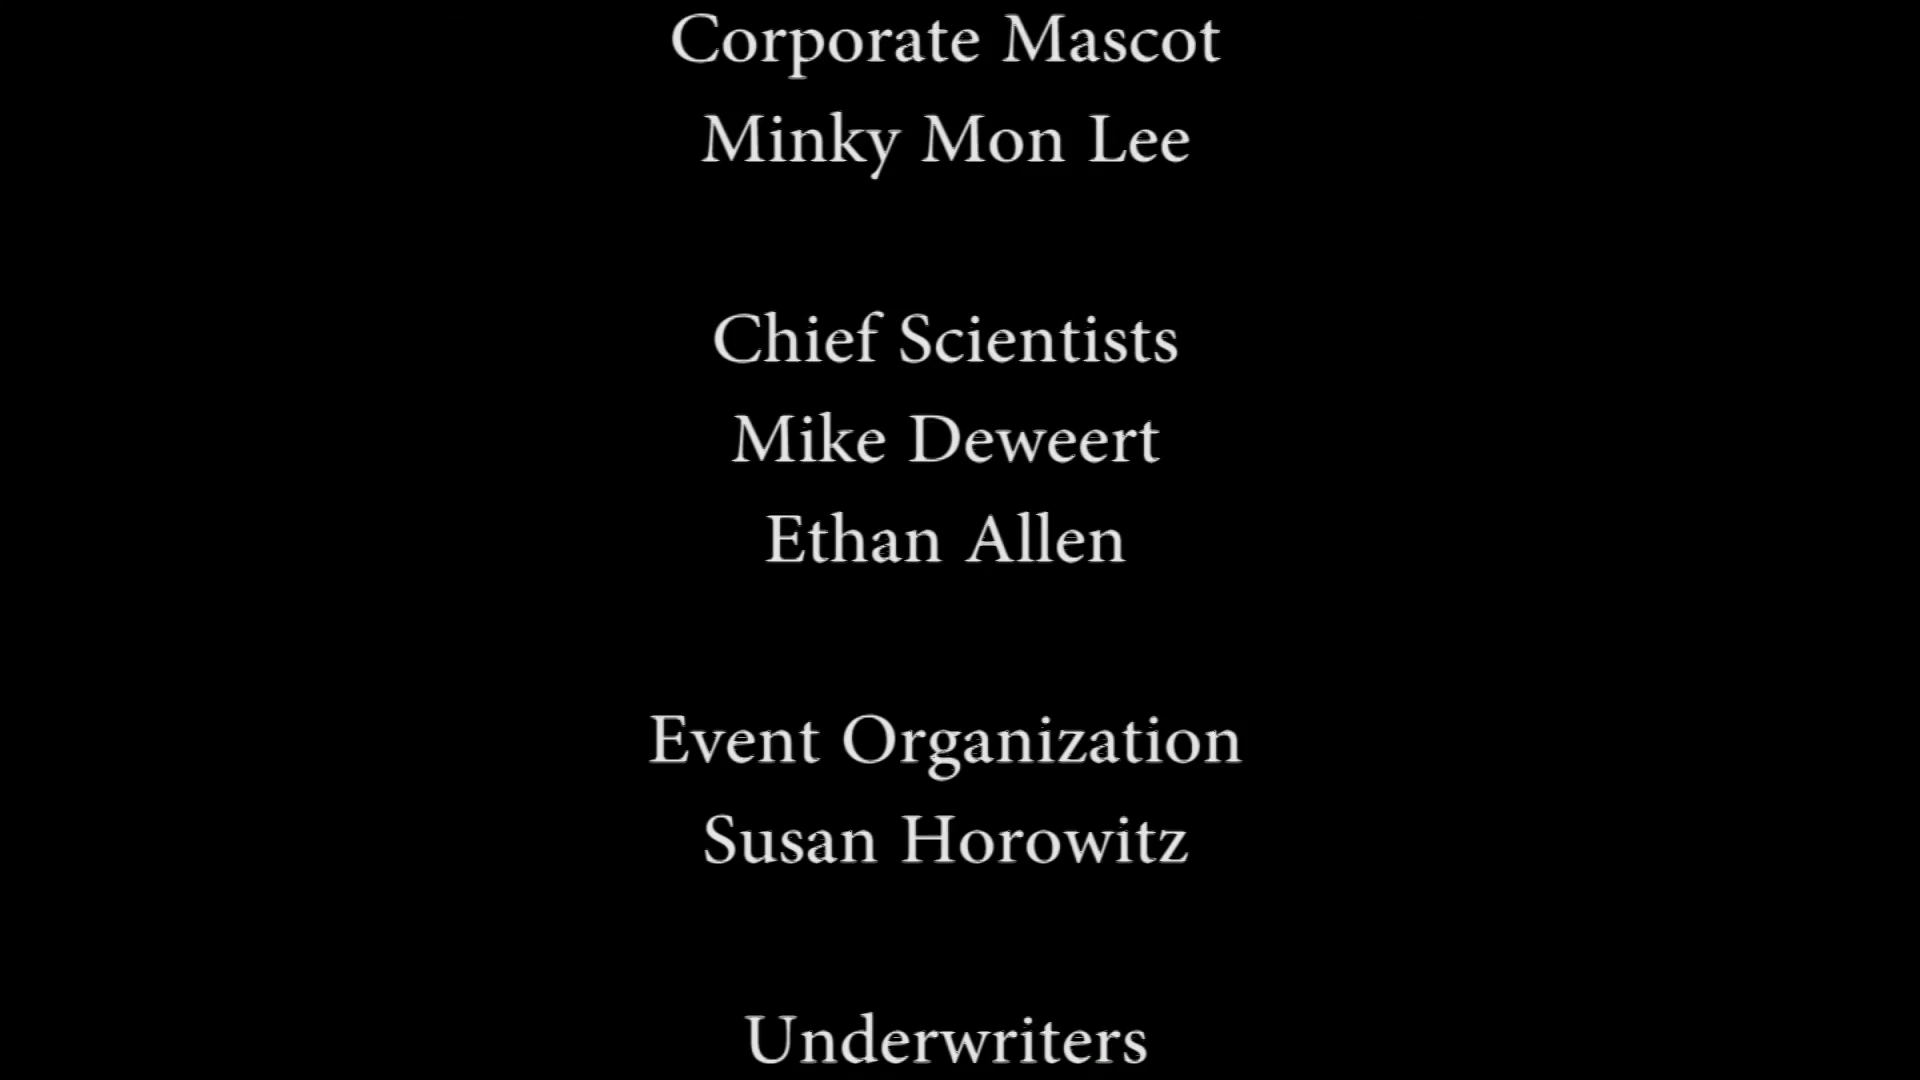 Corporate Mascot
Minky Mon Lee
Chief Scientists
Mike Deweert
Ethan Allen
Event Organization
Susan Horowitz
Underwriters